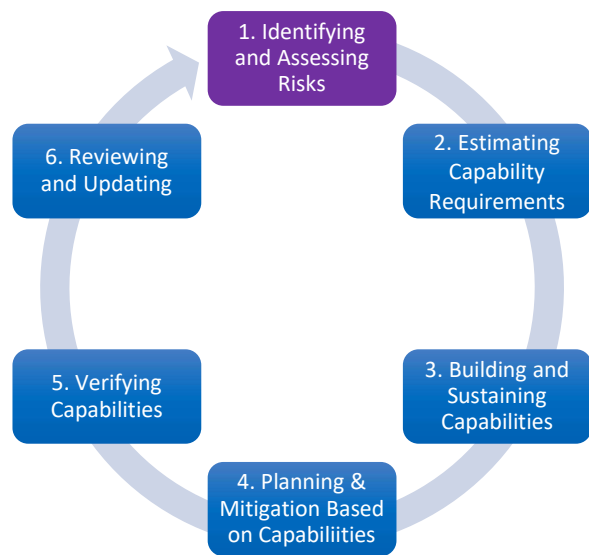 1. Identifying
and Assessing
Risks
2. Estimating
Capability
Requirements
3. Building and
Sustaining
Capabilities
4. Planning &
Mitigation Based
on Capabiliities
5. Verifying
Capabilities
6. Reviewing
and Updating